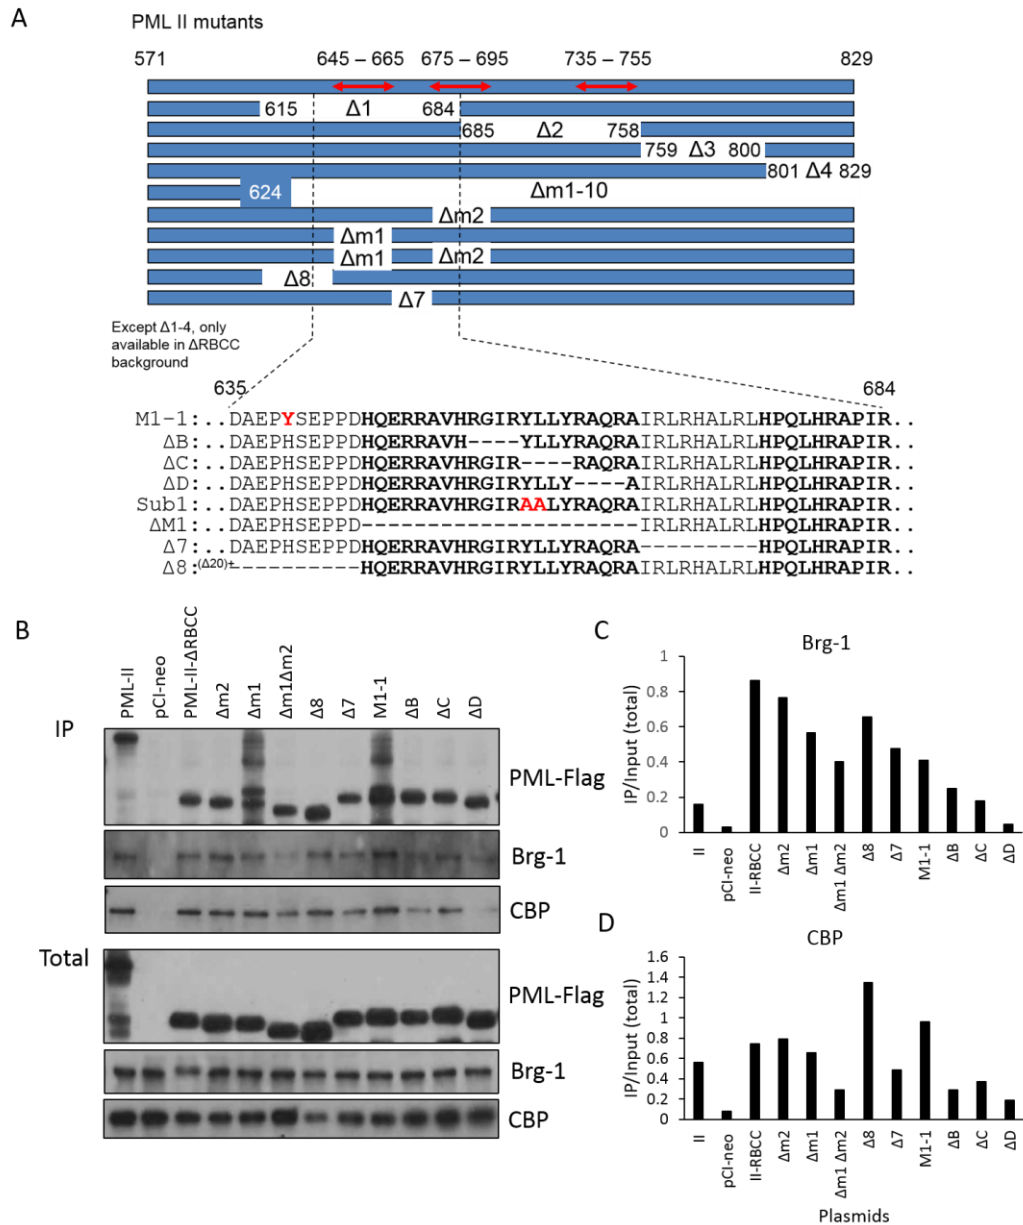 A
PML II mutants
571 645 – 665 675 – 695 735 – 755 829
615 Δ1 684
685 Δ2 758
759 Δ3 800
801 Δ4 829
624 Δm1-10
Δm2
Δm1
Δm1 Δm2
Δ8
Δ7
Except Δ1-4, only
available in ΔRBCC
background
635 684
M1-1:..DAEPYSEPPDHQERRAVHRGIRYLLYRAQRAIRLRHALRLHPQLHRAPIR..
ΔB:..DAEPHSEPPDHQERRAVH----YLLYRAQRAIRLRHALRLHPQLHRAPIR..
ΔC:..DAEPHSEPPDHQERRAVHRGIR----RAQRAIRLRHALRLHPQLHRAPIR..
ΔD:..DAEPHSEPPDHQERRAVHRGIRYLLY----AIRLRHALRLHPQLHRAPIR..
Sub1:..DAEPHSEPPDHQERRAVHRGIRAALYRAQRAIRLRHALRLHPQLHRAPIR..
ΔM1:..DAEPHSEPPD---------------------IRLRHALRLHPQLHRAPIR..
Δ7:..DAEPHSEPPDHQERRAVHRGIRYLLYRAQRA---------HPQLHRAPIR..
Δ8:(Δ20)+----------HQERRAVHRGIRYLLYRAQRAIRLRHALRLHPQLHRAPIR..
B
PML-II pCI-neo PML-II-ΔRBCC Δm2 Δm1 Δm1Δm2 Δ8 Δ7 M1-1 ΔB ΔC ΔD
IP
PML-Flag
Brg-1
CBP
Total
PML-Flag
Brg-1
CBP
C
Brg-1
IP/Input (total)
1
0.8
0.6
0.4
0.2
0
II pCI-neo II-RBCC Δm2 Δm1 Δm1 Δm2 Δ8 Δ7 M1-1 ΔB ΔC ΔD
D
CBP
IP/Input (total)
1.6
1.4
1.2
1
0.8
0.6
0.4
0.2
0
II pCI-neo II-RBCC Δm2 Δm1 Δm1 Δm2 Δ8 Δ7 M1-1 ΔB ΔC ΔD
Plasmids